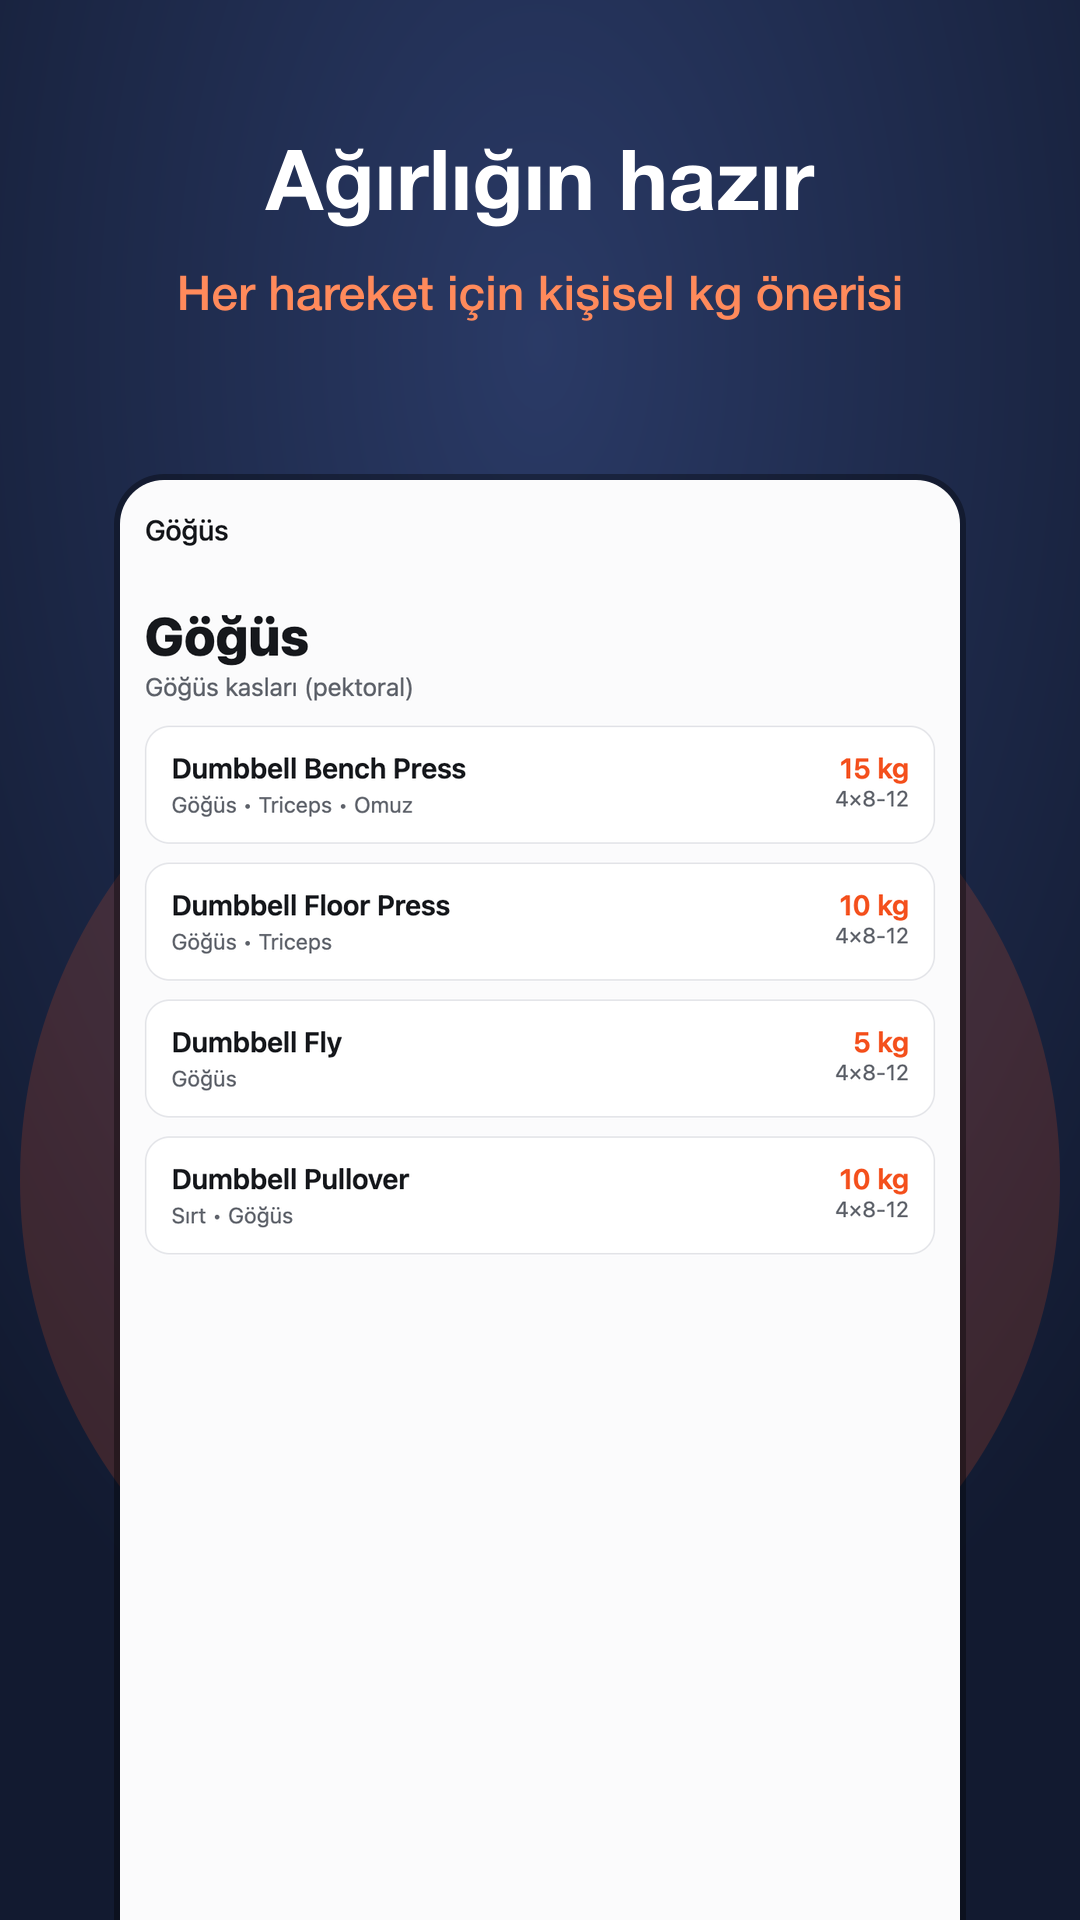 Ağırlığın hazır
Her hareket için kişisel kg önerisi
Göğüs
Göğüs
Göğüs kasları (pektoral)
Dumbbell Bench Press
15 kg
Göğüs • Triceps • Omuz
4×8-12
Dumbbell Floor Press
10 kg
Göğüs • Triceps
4×8-12
Dumbbell Fly
5 kg
Göğüs
4×8-12
Dumbbell Pullover
10 kg
Sırt • Göğüs
4×8-12